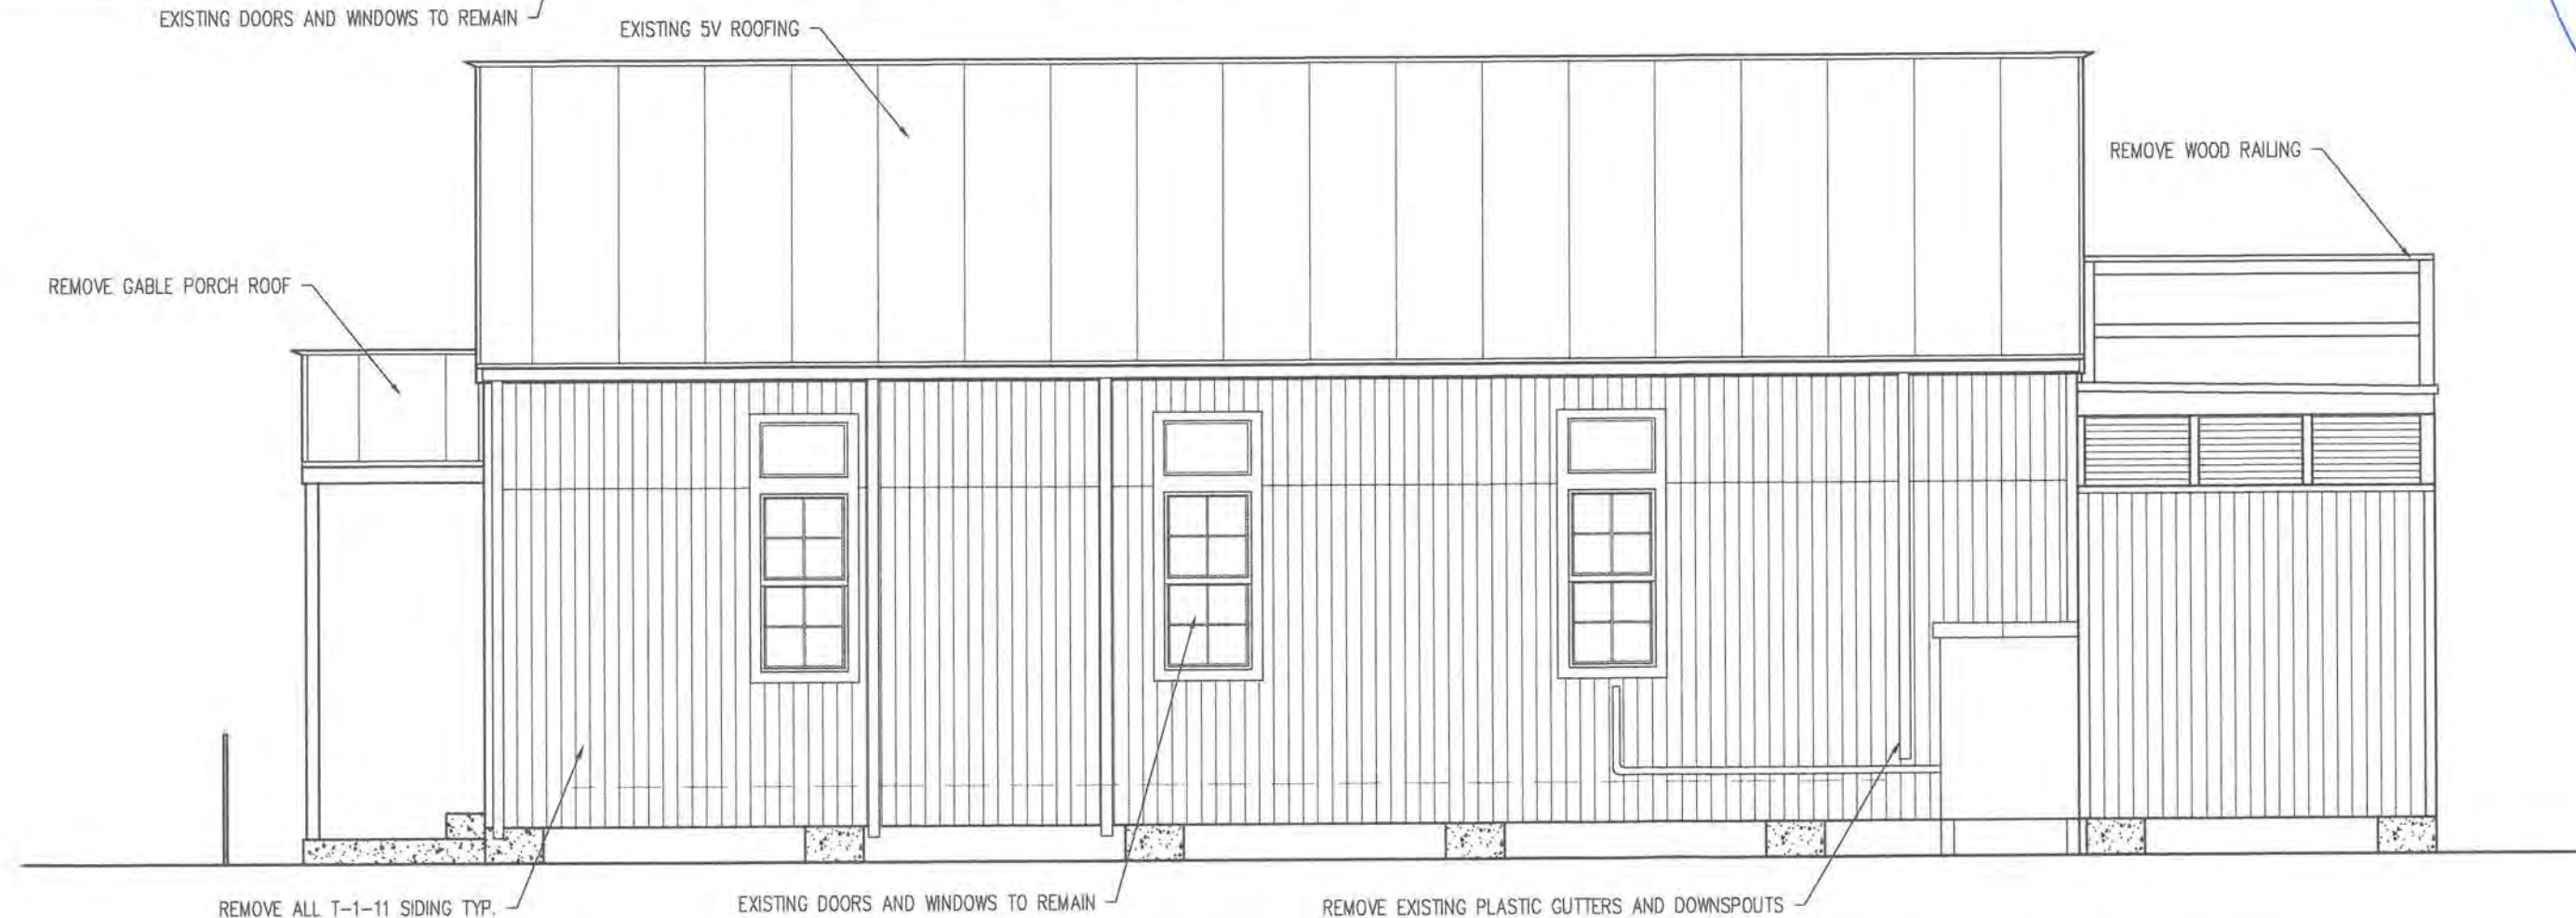 EXISTING DOORS AND WINDOWS TO REMAIN
EXISTING 5V ROOFING
REMOVE WOOD RAILING
REMOVE GABLE PORCH ROOF
REMOVE ALL T-1-11 SIDING TYP.
EXISTING DOORS AND WINDOWS TO REMAIN
REMOVE EXISTING PLASTIC GUTTERS AND DOWNSPOUTS